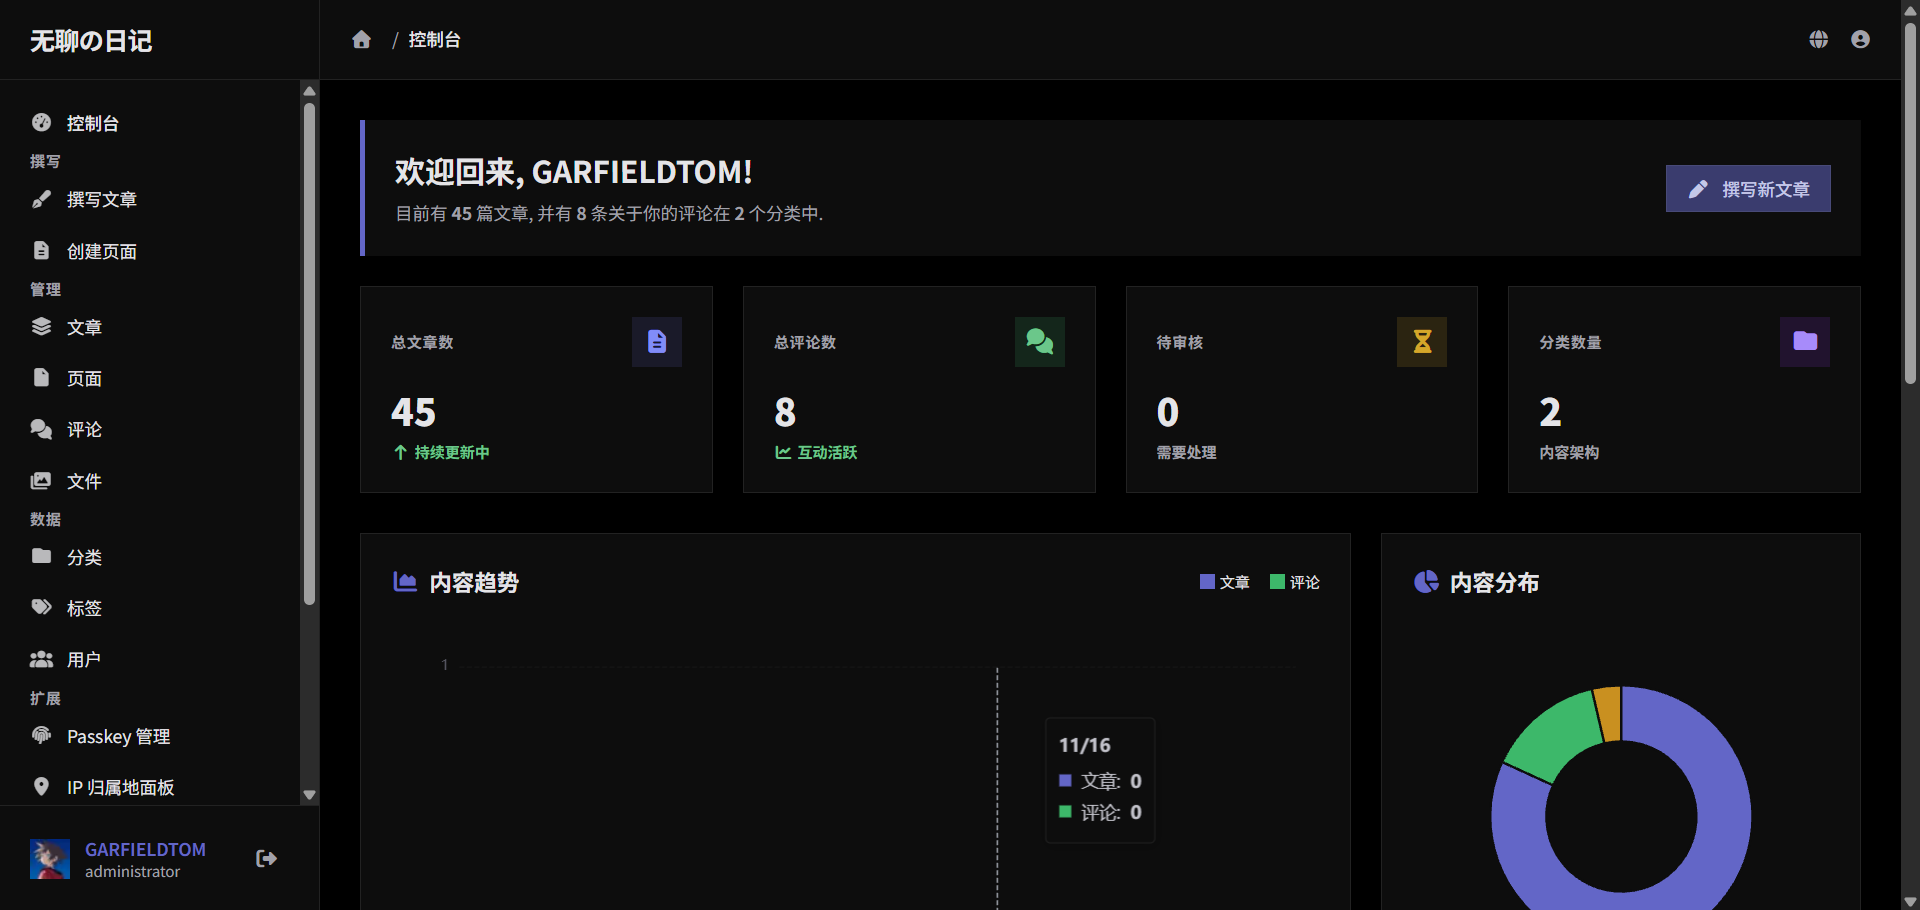 无聊の日记
/ 控制台
控制台
撰写
撰写文章
创建页面
管理
文章
页面
评论
文件
数据
分类
标签
用户
扩展
Passkey 管理
IP 归属地面板
GARFIELDTOM
administrator
欢迎回来, GARFIELDTOM!
目前有 45 篇文章, 并有 8 条关于你的评论在 2 个分类中.
撰写新文章
总文章数
45
持续更新中
总评论数
8
互动活跃
待审核
0
需要处理
分类数量
2
内容架构
内容趋势
文章 评论
1
11/16
文章: 0
评论: 0
内容分布